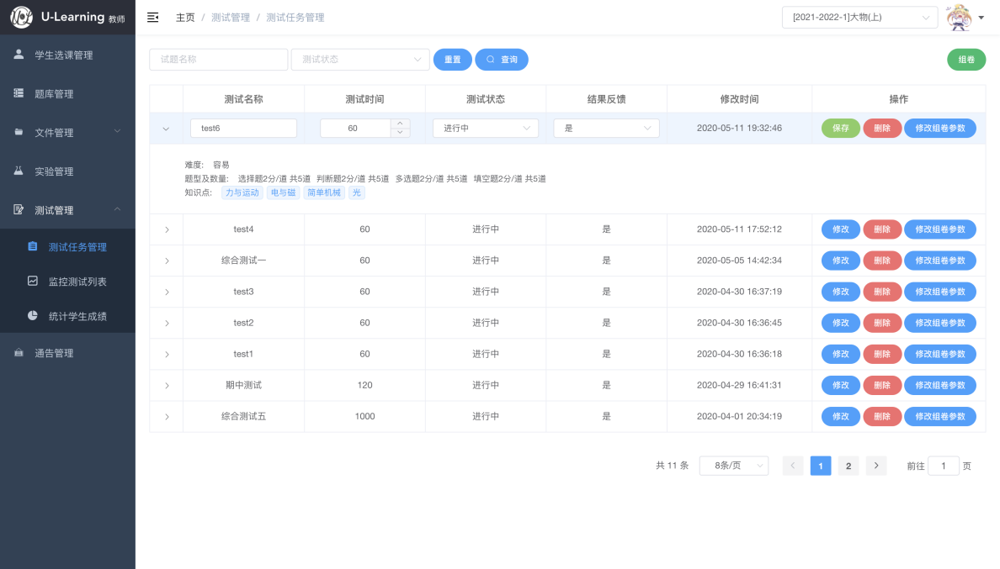 U-Learning 教师
主页 / 测试管理 / 测试任务管理
[2021-2022-1]大物(上)
学生选课管理
题库管理
文件管理
实验管理
测试管理
测试任务管理
监控测试列表
统计学生成绩
通告管理
试题名称 测试状态 重置 查询 组卷
测试名称 测试时间 测试状态 结果反馈 修改时间 操作
test6 60 进行中 是 2020-05-11 19:32:46 保存 删除 修改组卷参数
难度: 容易
题型及数量: 选择题2分/道 共5道 判断题2分/道 共5道 多选题2分/道 共5道 填空题2分/道 共5道
知识点: 力与运动 电与磁 简单机械 光
test4 60 进行中 是 2020-05-11 17:52:12 修改 删除 修改组卷参数
综合测试一 60 进行中 是 2020-05-05 14:42:34 修改 删除 修改组卷参数
test3 60 进行中 是 2020-04-30 16:37:19 修改 删除 修改组卷参数
test2 60 进行中 是 2020-04-30 16:36:45 修改 删除 修改组卷参数
test1 60 进行中 是 2020-04-30 16:36:18 修改 删除 修改组卷参数
期中测试 120 进行中 是 2020-04-29 16:41:31 修改 删除 修改组卷参数
综合测试五 1000 进行中 是 2020-04-01 20:34:19 修改 删除 修改组卷参数
共 11 条 8条/页 1 2 前往 1 页